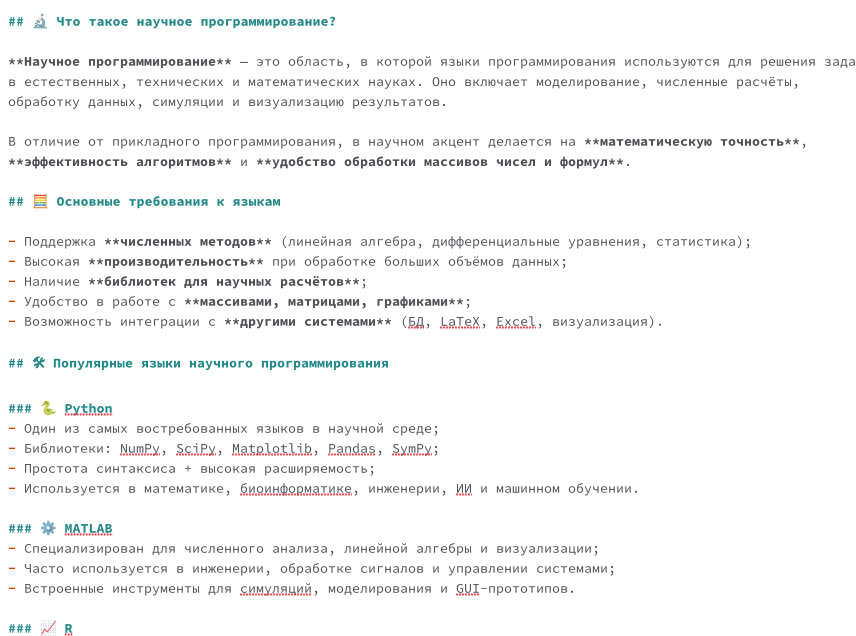 ## 🔬 Что такое научное программирование?
**Научное программирование** — это область, в которой языки программирования используются для решения зада
в естественных, технических и математических науках. Оно включает моделирование, численные расчёты,
обработку данных, симуляции и визуализацию результатов.
В отличие от прикладного программирования, в научном акцент делается на **математическую точность**,
**эффективность алгоритмов** и **удобство обработки массивов чисел и формул**.
## 🧮 Основные требования к языкам
- Поддержка **численных методов** (линейная алгебра, дифференциальные уравнения, статистика);
- Высокая **производительность** при обработке больших объёмов данных;
- Наличие **библиотек для научных расчётов**;
- Удобство в работе с **массивами, матрицами, графиками**;
- Возможность интеграции с **другими системами** (БД, LaTeX, Excel, визуализация).
## 🛠 Популярные языки научного программирования
### 🐍 Python
- Один из самых востребованных языков в научной среде;
- Библиотеки: NumPy, SciPy, Matplotlib, Pandas, SymPy;
- Простота синтаксиса + высокая расширяемость;
- Используется в математике, биоинформатике, инженерии, ИИ и машинном обучении.
### ⚙️ MATLAB
- Специализирован для численного анализа, линейной алгебры и визуализации;
- Часто используется в инженерии, обработке сигналов и управлении системами;
- Встроенные инструменты для симуляций, моделирования и GUI-прототипов.
### 📈 R